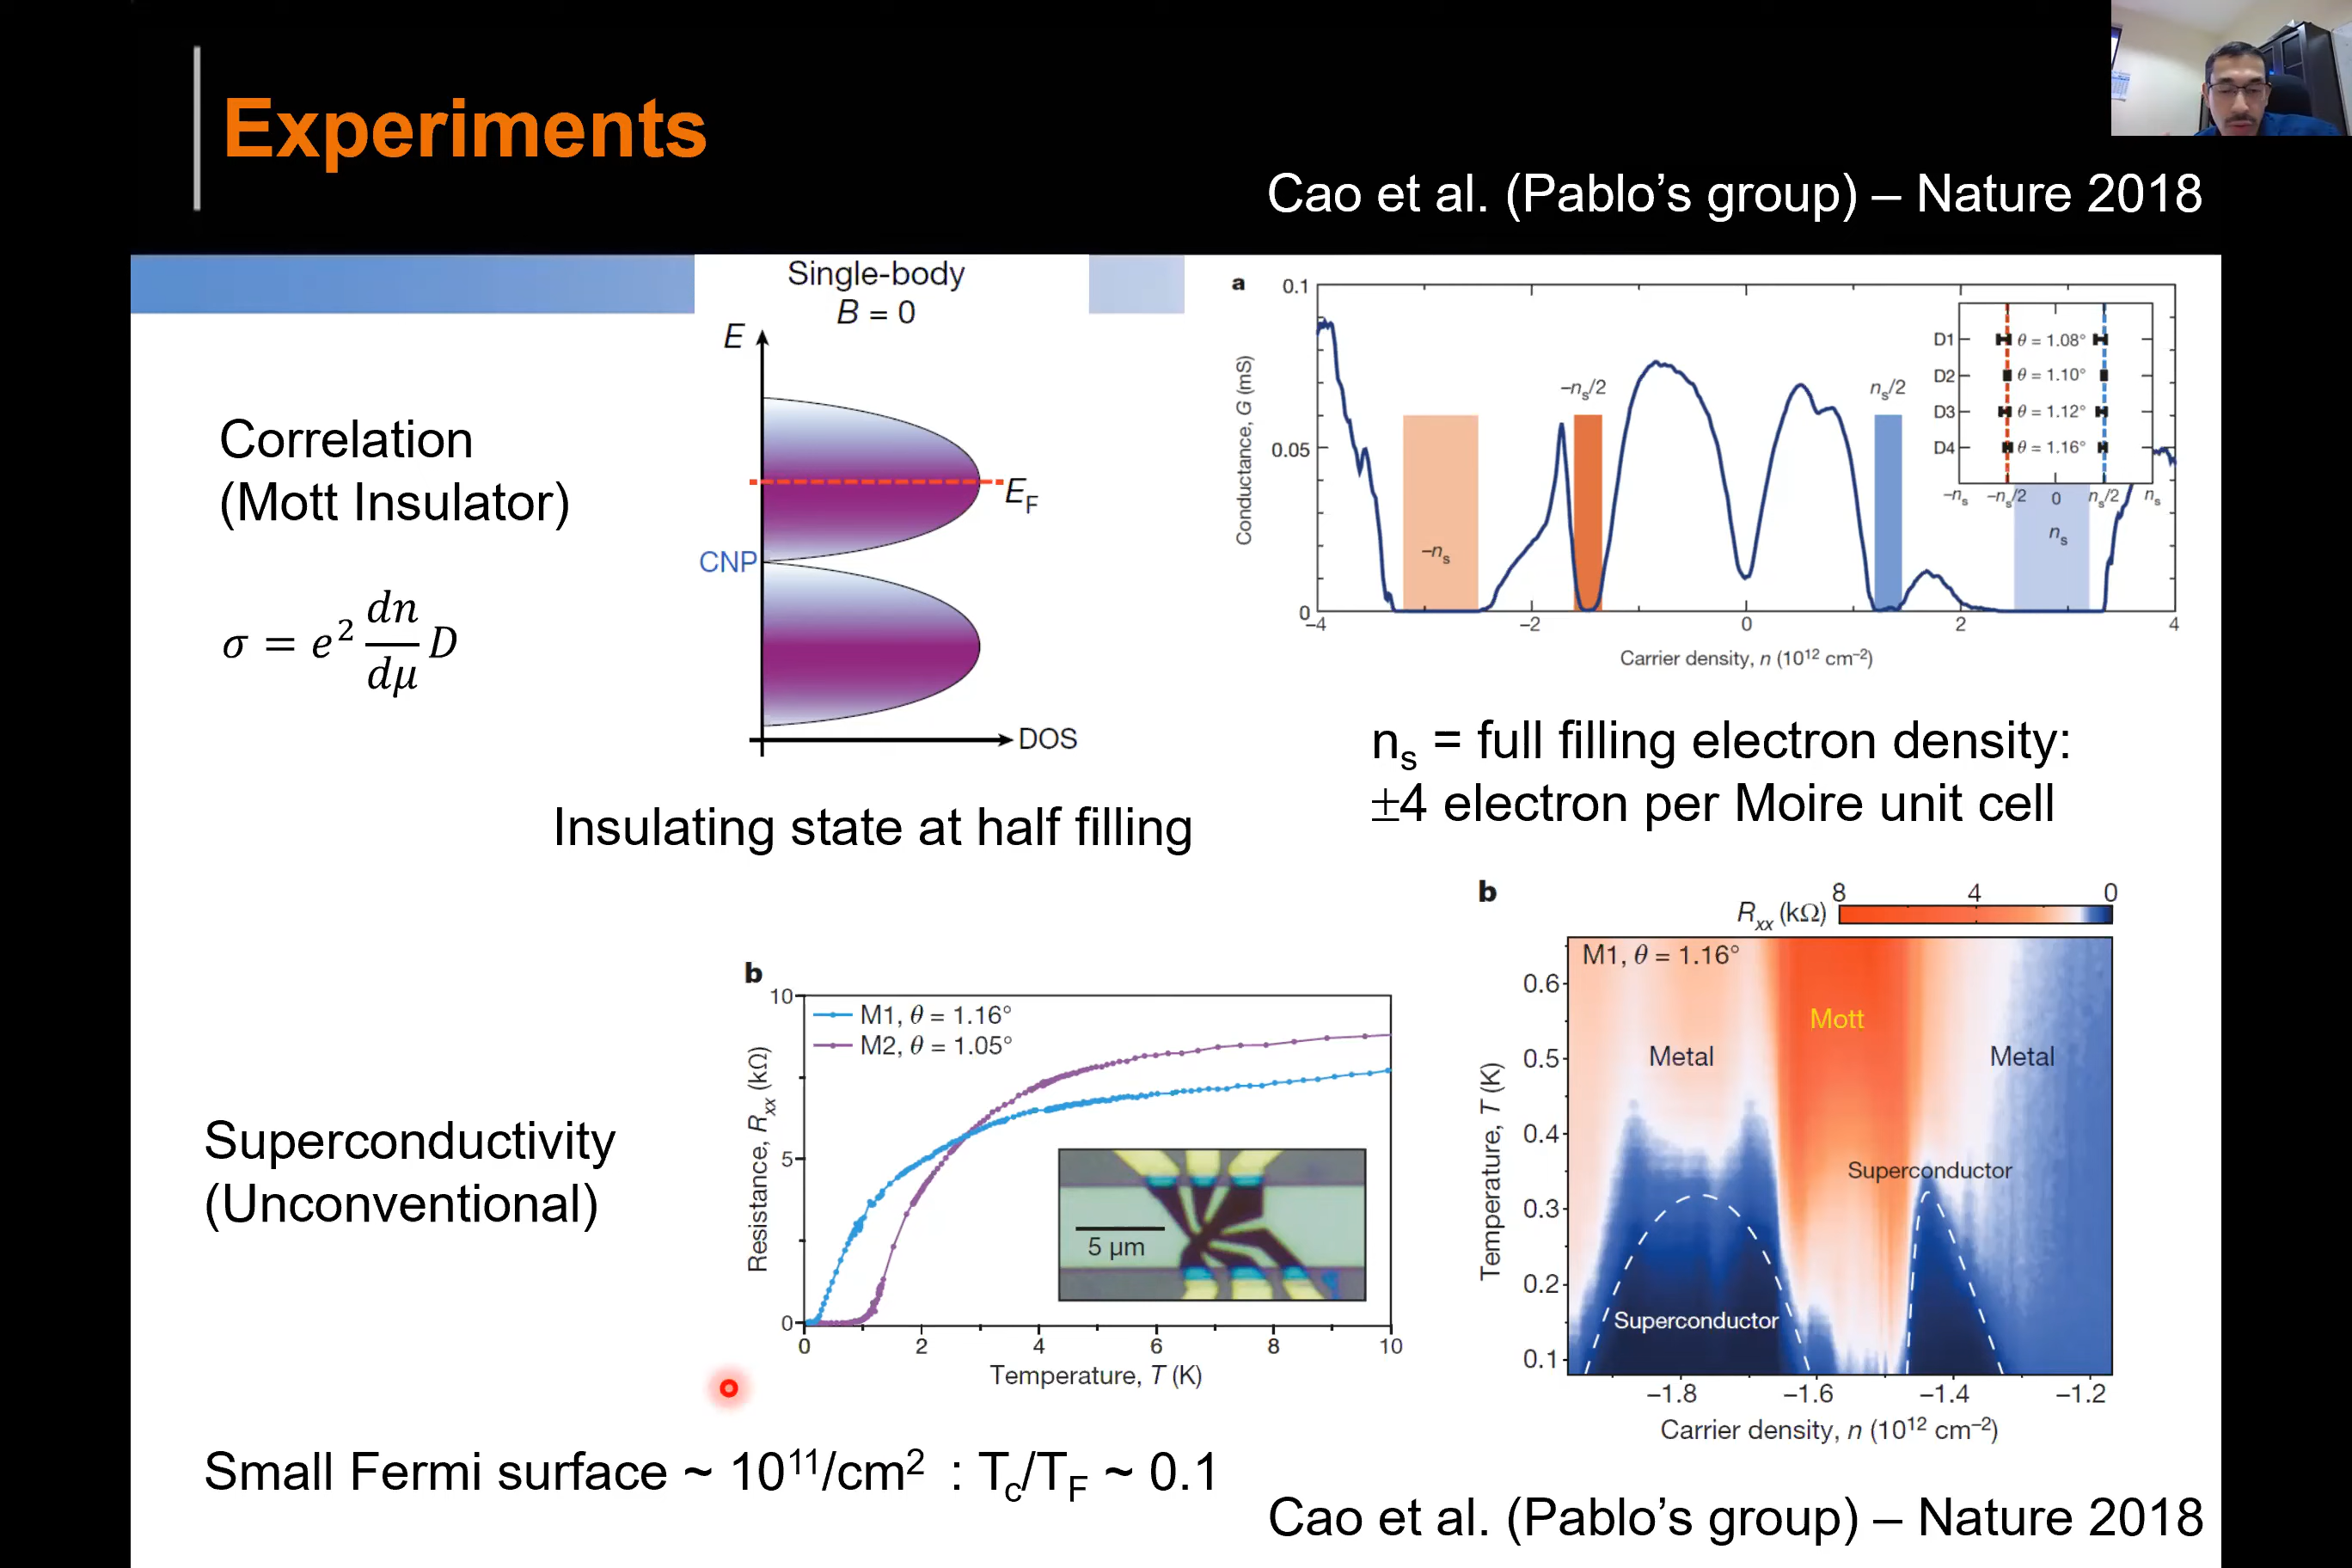 Experiments
Cao et al. (Pablo’s group) – Nature 2018
Single-body
B = 0
E
E_F
CNP
DOS
Correlation
(Mott Insulator)
σ = e² dn/dμ D
Insulating state at half filling
a
Conductance, G (mS)
0.1
0.05
0
−4
−2
0
2
4
Carrier density, n (10¹² cm⁻²)
−n_s
−n_s/2
n_s/2
n_s
D1 θ = 1.08°
D2 θ = 1.10°
D3 θ = 1.12°
D4 θ = 1.16°
−n_s −n_s/2 0 n_s/2 n_s
n_s = full filling electron density:
±4 electron per Moire unit cell
Superconductivity
(Unconventional)
b
10
5
0
Resistance, R_xx (kΩ)
M1, θ = 1.16°
M2, θ = 1.05°
5 µm
0 2 4 6 8 10
Temperature, T (K)
b
8 4 0
R_xx (kΩ)
M1, θ = 1.16°
Mott
Metal
Metal
Superconductor
Superconductor
0.6
0.5
0.4
0.3
0.2
0.1
Temperature, T (K)
−1.8 −1.6 −1.4 −1.2
Carrier density, n (10¹² cm⁻²)
Small Fermi surface ~ 10¹¹/cm² : T_c/T_F ~ 0.1
Cao et al. (Pablo’s group) – Nature 2018